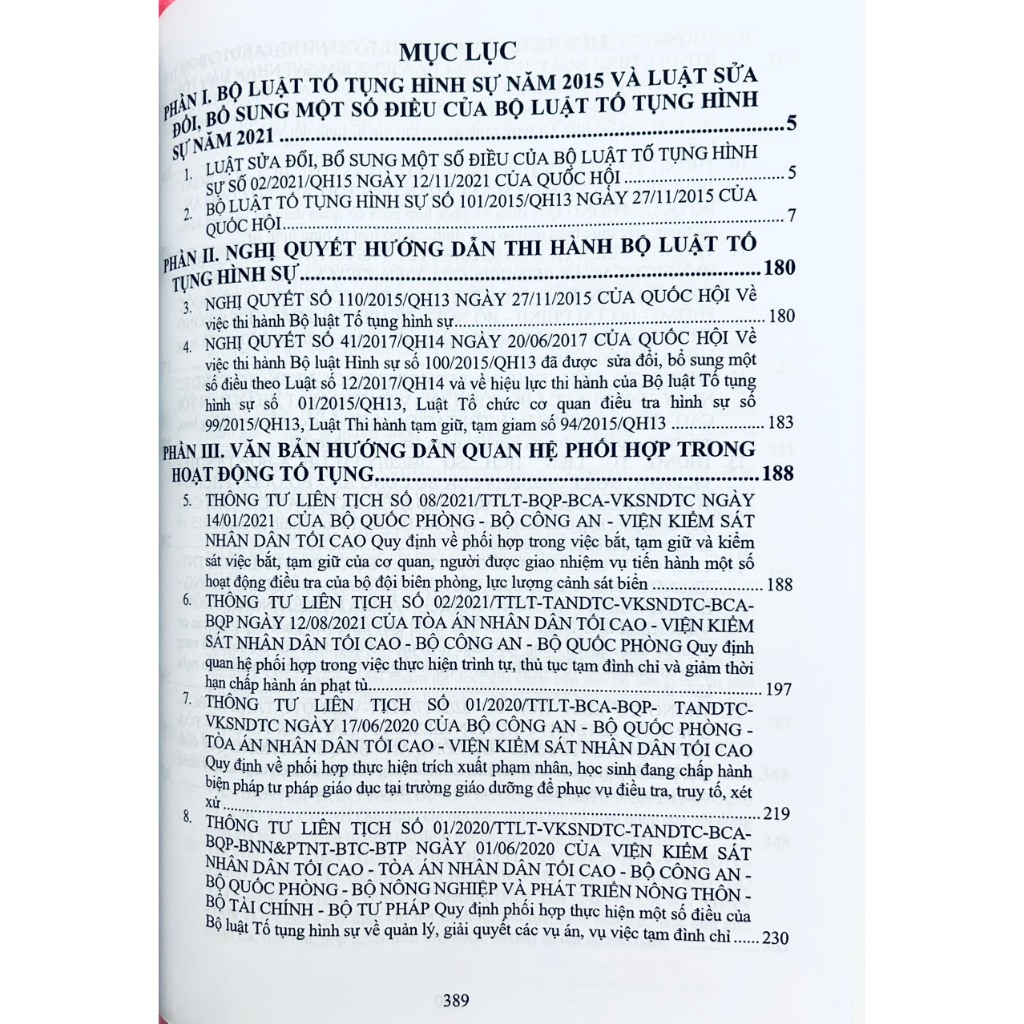 MỤC LỤC
PHẦN I. BỘ LUẬT TỐ TỤNG HÌNH SỰ NĂM 2015 VÀ LUẬT SỬA
ĐỔI, BỔ SUNG MỘT SỐ ĐIỀU CỦA BỘ LUẬT TỐ TỤNG HÌNH
SỰ NĂM 2021 ........................................................................5
1. LUẬT SỬA ĐỔI, BỔ SUNG MỘT SỐ ĐIỀU CỦA BỘ LUẬT TỐ TỤNG HÌNH
SỰ SỐ 02/2021/QH15 NGÀY 12/11/2021 CỦA QUỐC HỘI ........................ 5
2. BỘ LUẬT TỐ TỤNG HÌNH SỰ SỐ 101/2015/QH13 NGÀY 27/11/2015 CỦA
QUỐC HỘI........................................................................ 7
PHẦN II. NGHỊ QUYẾT HƯỚNG DẪN THI HÀNH BỘ LUẬT TỐ
TỤNG HÌNH SỰ........................................................................180
3. NGHỊ QUYẾT SỐ 110/2015/QH13 NGÀY 27/11/2015 CỦA QUỐC HỘI Về
việc thi hành Bộ luật Tố tụng hình sự.................................................. 180
4. NGHỊ QUYẾT SỐ 41/2017/QH14 NGÀY 20/06/2017 CỦA QUỐC HỘI Về
việc thi hành Bộ luật Hình sự số 100/2015/QH13 đã được sửa đổi, bổ sung một
số điều theo Luật số 12/2017/QH14 và về hiệu lực thi hành của Bộ luật Tố tụng
hình sự số 01/2015/QH13, Luật Tổ chức cơ quan điều tra hình sự số
99/2015/QH13, Luật Thi hành tạm giữ, tạm giam số 94/2015/QH13 .................... 183
PHẦN III. VĂN BẢN HƯỚNG DẪN QUAN HỆ PHỐI HỢP TRONG
HOẠT ĐỘNG TỐ TỤNG............................................................188
5. THÔNG TƯ LIÊN TỊCH SỐ 08/2021/TTLT-BQP-BCA-VKSNDTC NGÀY
14/01/2021 CỦA BỘ QUỐC PHÒNG - BỘ CÔNG AN - VIỆN KIỂM SÁT
NHÂN DÂN TỐI CAO Quy định về phối hợp trong việc bắt, tạm giữ và kiểm
sát việc bắt, tạm giữ của cơ quan, người được giao nhiệm vụ tiến hành một số
hoạt động điều tra của bộ đội biên phòng, lực lượng cảnh sát biển .................... 188
6. THÔNG TƯ LIÊN TỊCH SỐ 02/2021/TTLT-TANDTC-VKSNDTC-BCA-
BQP NGÀY 12/08/2021 CỦA TÒA ÁN NHÂN DÂN TỐI CAO - VIỆN KIỂM
SÁT NHÂN DÂN TỐI CAO - BỘ CÔNG AN - BỘ QUỐC PHÒNG Quy định
quan hệ phối hợp trong việc thực hiện trình tự, thủ tục tạm đình chỉ và giảm thời
hạn chấp hành án phạt tù............................................................ 197
7. THÔNG TƯ LIÊN TỊCH SỐ 01/2020/TTLT-BCA-BQP- TANDTC-
VKSNDTC NGÀY 17/06/2020 CỦA BỘ CÔNG AN - BỘ QUỐC PHÒNG -
TÒA ÁN NHÂN DÂN TỐI CAO - VIỆN KIỂM SÁT NHÂN DÂN TỐI CAO
Quy định về phối hợp thực hiện trích xuất phạm nhân, học sinh đang chấp hành
biện pháp tư pháp giáo dục tại trường giáo dưỡng để phục vụ điều tra, truy tố, xét
xử ........................................................................219
8. THÔNG TƯ LIÊN TỊCH SỐ 01/2020/TTLT-VKSNDTC-TANDTC-BCA-
BQP-BNN&PTNT-BTC-BTP NGÀY 01/06/2020 CỦA VIỆN KIỂM SÁT
NHÂN DÂN TỐI CAO - TÒA ÁN NHÂN DÂN TỐI CAO - BỘ CÔNG AN -
BỘ QUỐC PHÒNG - BỘ NÔNG NGHIỆP VÀ PHÁT TRIỂN NÔNG THÔN -
BỘ TÀI CHÍNH - BỘ TƯ PHÁP Quy định phối hợp thực hiện một số điều của
Bộ luật Tố tụng hình sự về quản lý, giải quyết các vụ án, vụ việc tạm đình chỉ ...... 230
389